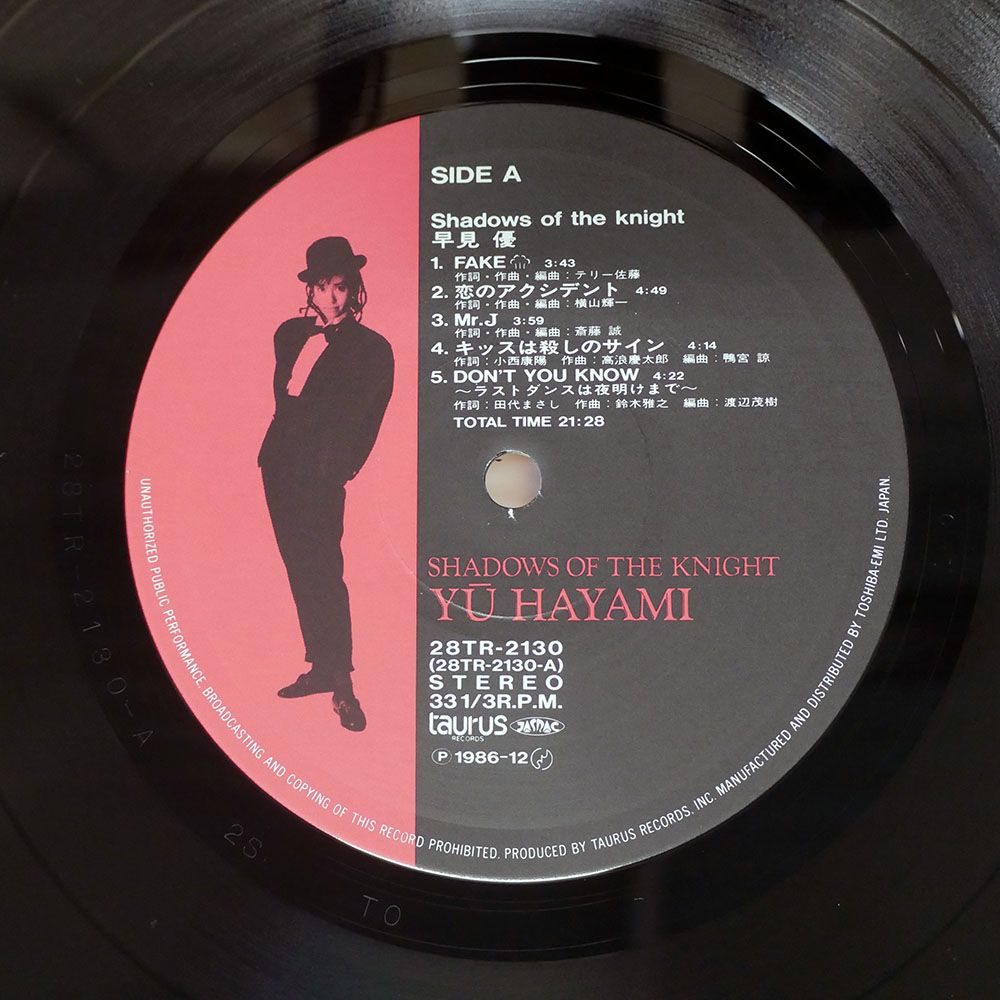 SIDE A
Shadows of the knight
早見 優
1. FAKE 3:43
作詞・作曲・編曲：テリー佐藤
2. 恋のアクシデント 4:49
作詞・作曲・編曲：横山輝一
3. Mr.J 3:59
作詞・作曲・編曲：斎藤 誠
4. キッスは殺しのサイン 4:14
作詞：小西康陽 作曲：高浪慶太郎 編曲：鴨宮 諒
5. DON'T YOU KNOW 4:22
〜ラストダンスは夜明けまで〜
作詞：田代まさし 作曲：鈴木雅之 編曲：渡辺茂樹
TOTAL TIME 21:28
SHADOWS OF THE KNIGHT
YŪ HAYAMI
28TR-2130
(28TR-2130-A)
STEREO
33 1/3 R.P.M.
taurus
RECORDS
JASRAC
Ⓟ 1986-12
UNAUTHORIZED PUBLIC PERFORMANCE, BROADCASTING AND COPYING OF THIS RECORD PROHIBITED. PRODUCED BY TAURUS RECORDS, INC. MANUFACTURED AND DISTRIBUTED BY TOSHIBA-EMI LTD. JAPAN.
28TR-2130-A
2S
TO